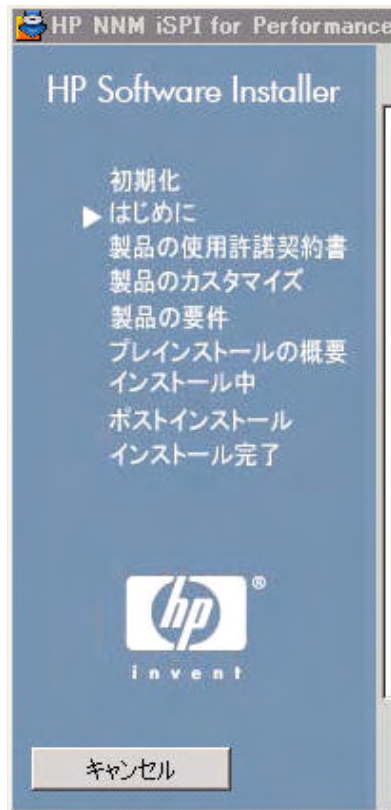 HP NNM iSPI for Performance
HP Software Installer
初期化
はじめに
製品の使用許諾契約書
製品のカスタマイズ
製品の要件
プレインストールの概要
インストール中
ポストインストール
インストール完了
hp
®
invent
キャンセル